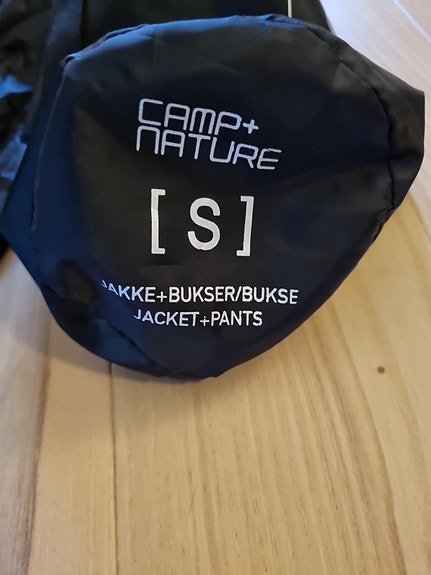 CAMP+
NATURE
[S]
JAKKE+BUKSER/BUKSE
JACKET+PANTS